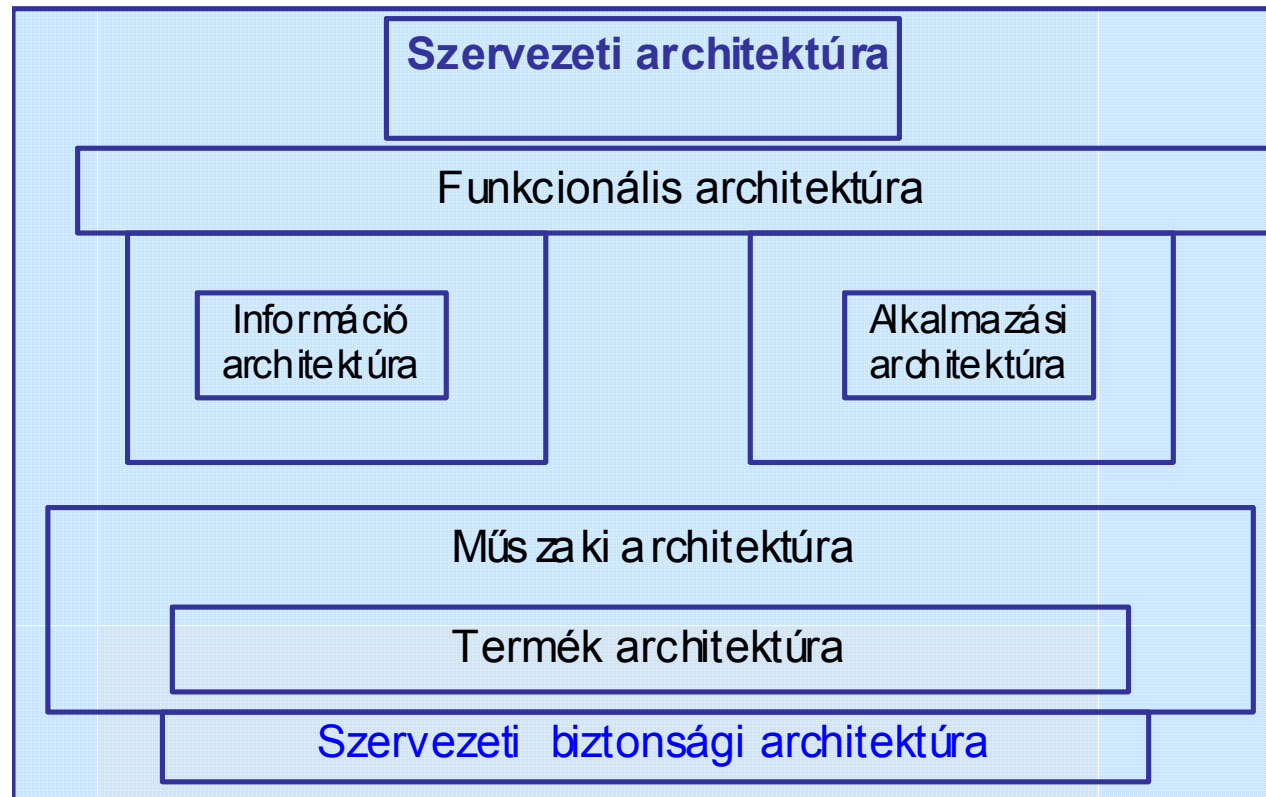 Szervezeti architektúra
Funkcionális architektúra
Információ
architektúra
Alkalmazási
architektúra
Műszaki architektúra
Termék architektúra
Szervezeti biztonsági architektúra